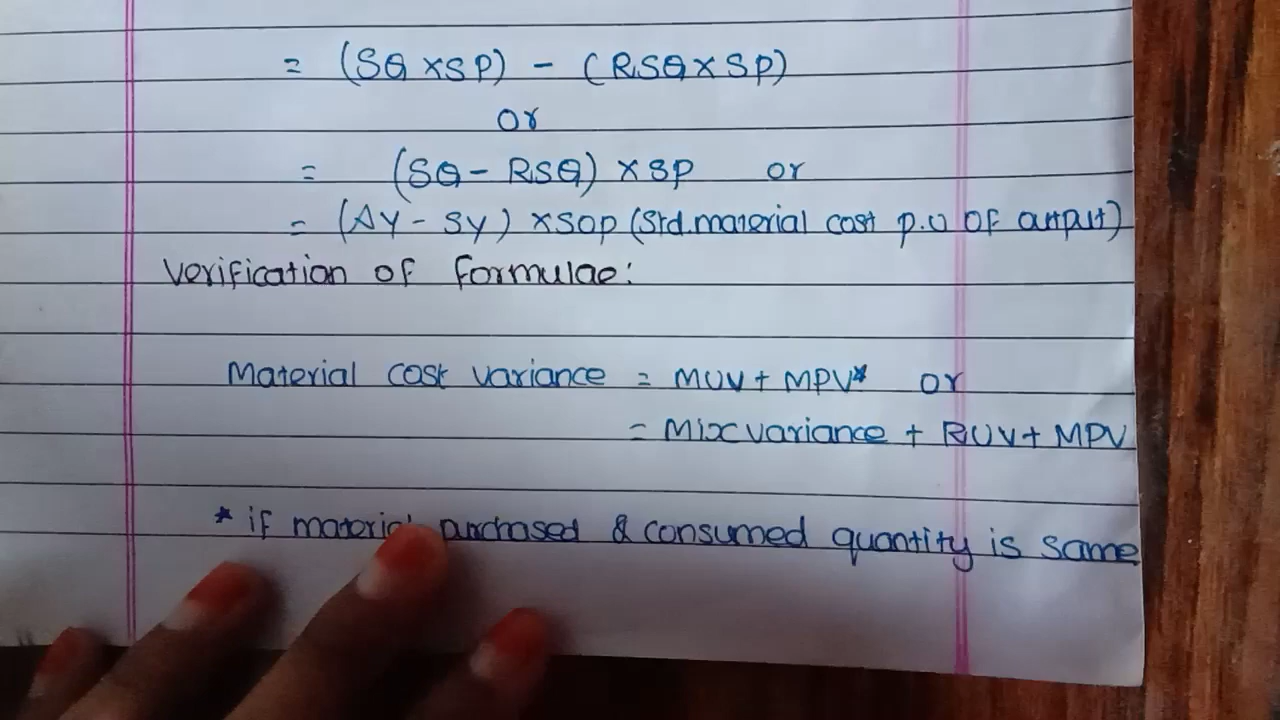 = (SQ × SP) - (RSQ × SP)
or
= (SQ - RSQ) × SP or
= (AY - SY) × SOP (Std. material cost p.u of output)
Verification of formulae:
Material cost variance = MUV + MPV* or
= Mix variance + RUV + MPV
* if material purchased & consumed quantity is same